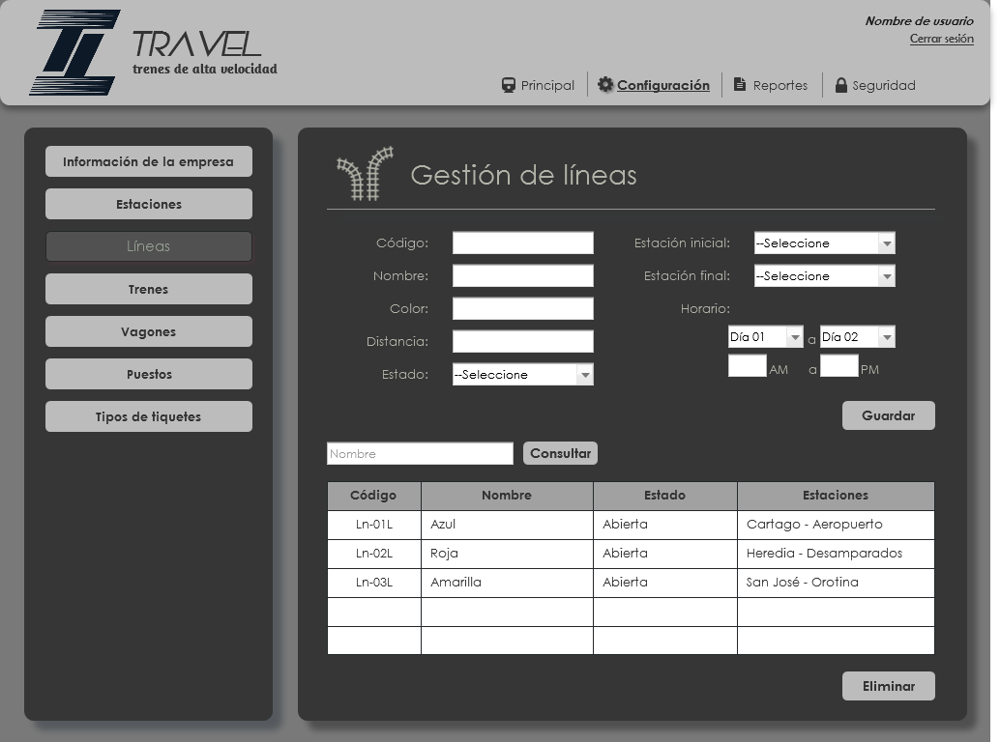 TRAVEL
trenes de alta velocidad
Nombre de usuario
Cerrar sesión
Principal
Configuración
Reportes
Seguridad
Información de la empresa
Estaciones
Líneas
Trenes
Vagones
Puestos
Tipos de tiquetes
Gestión de líneas
Código:
Nombre:
Color:
Distancia:
Estado: --Seleccione
Estación inicial: --Seleccione
Estación final: --Seleccione
Horario:
Día 01 a Día 02
AM a PM
Guardar
Nombre Consultar
Código Nombre Estado Estaciones
Ln-01L Azul Abierta Cartago - Aeropuerto
Ln-02L Roja Abierta Heredia - Desamparados
Ln-03L Amarilla Abierta San José - Orotina
Eliminar